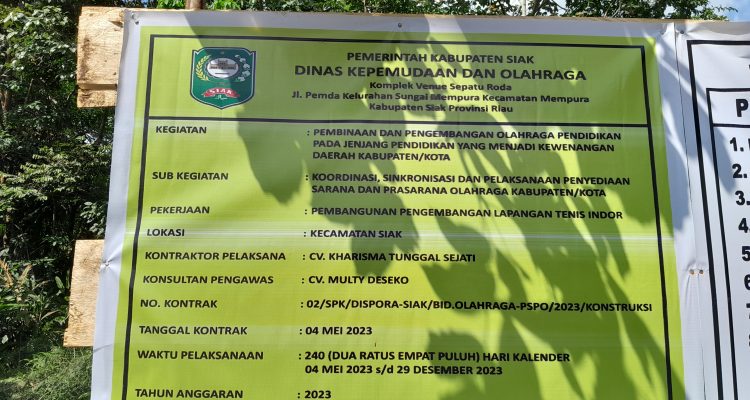 PEMERINTAH KABUPATEN SIAK
DINAS KEPEMUDAAN DAN OLAHRAGA
Komplek Venue Sepatu Roda
Jl. Pemda Kelurahan Sungai Mempura Kecamatan Mempura
Kabupaten Siak Provinsi Riau
SIAK
KEGIATAN : PEMBINAAN DAN PENGEMBANGAN OLAHRAGA PENDIDIKAN
PADA JENJANG PENDIDIKAN YANG MENJADI KEWENANGAN
DAERAH KABUPATEN/KOTA
SUB KEGIATAN : KOORDINASI, SINKRONISASI DAN PELAKSANAAN PENYEDIAAN
SARANA DAN PRASARANA OLAHRAGA KABUPATEN/KOTA
PEKERJAAN : PEMBANGUNAN PENGEMBANGAN LAPANGAN TENIS INDOR
LOKASI : KECAMATAN SIAK
KONTRAKTOR PELAKSANA : CV. KHARISMA TUNGGAL SEJATI
KONSULTAN PENGAWAS : CV. MULTY DESEKO
NO. KONTRAK : 02/SPK/DISPORA-SIAK/BID.OLAHRAGA-PSPO/2023/KONSTRUKSI
TANGGAL KONTRAK : 04 MEI 2023
WAKTU PELAKSANAAN : 240 (DUA RATUS EMPAT PULUH) HARI KALENDER
04 MEI 2023 s/d 29 DESEMBER 2023
TAHUN ANGGARAN : 2023
P
1.
2.
3.
4.
5
6
7